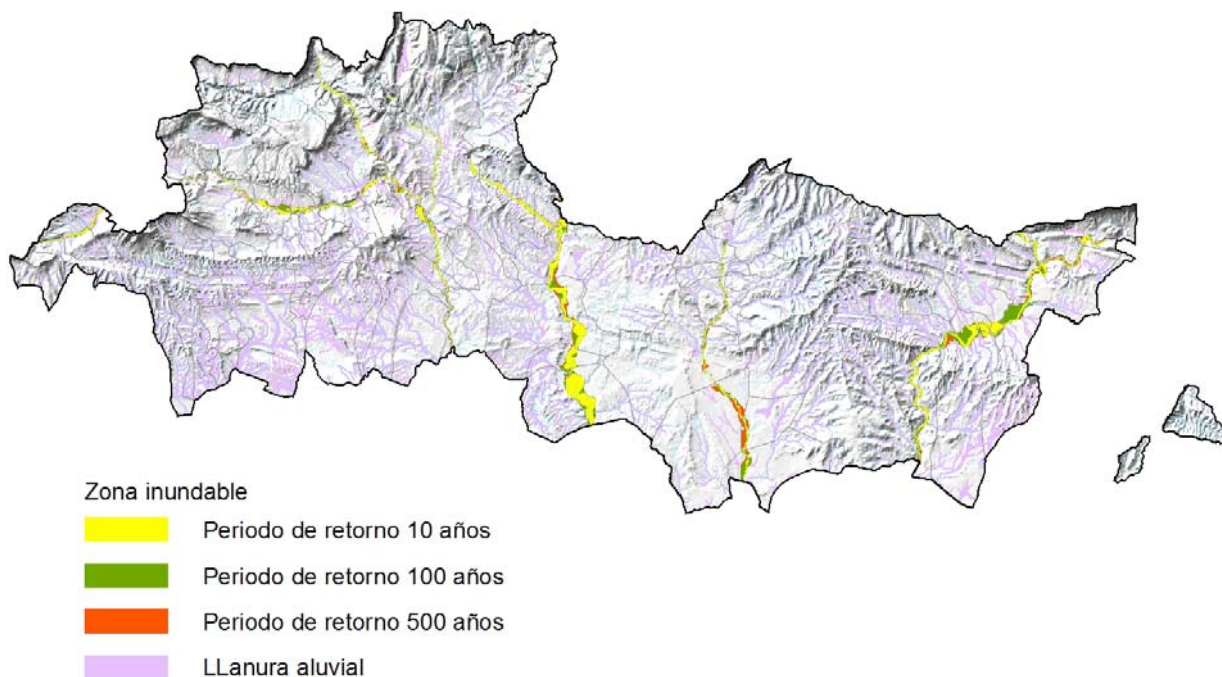 Zona inundable
Periodo de retorno 10 años
Periodo de retorno 100 años
Periodo de retorno 500 años
LLanura aluvial